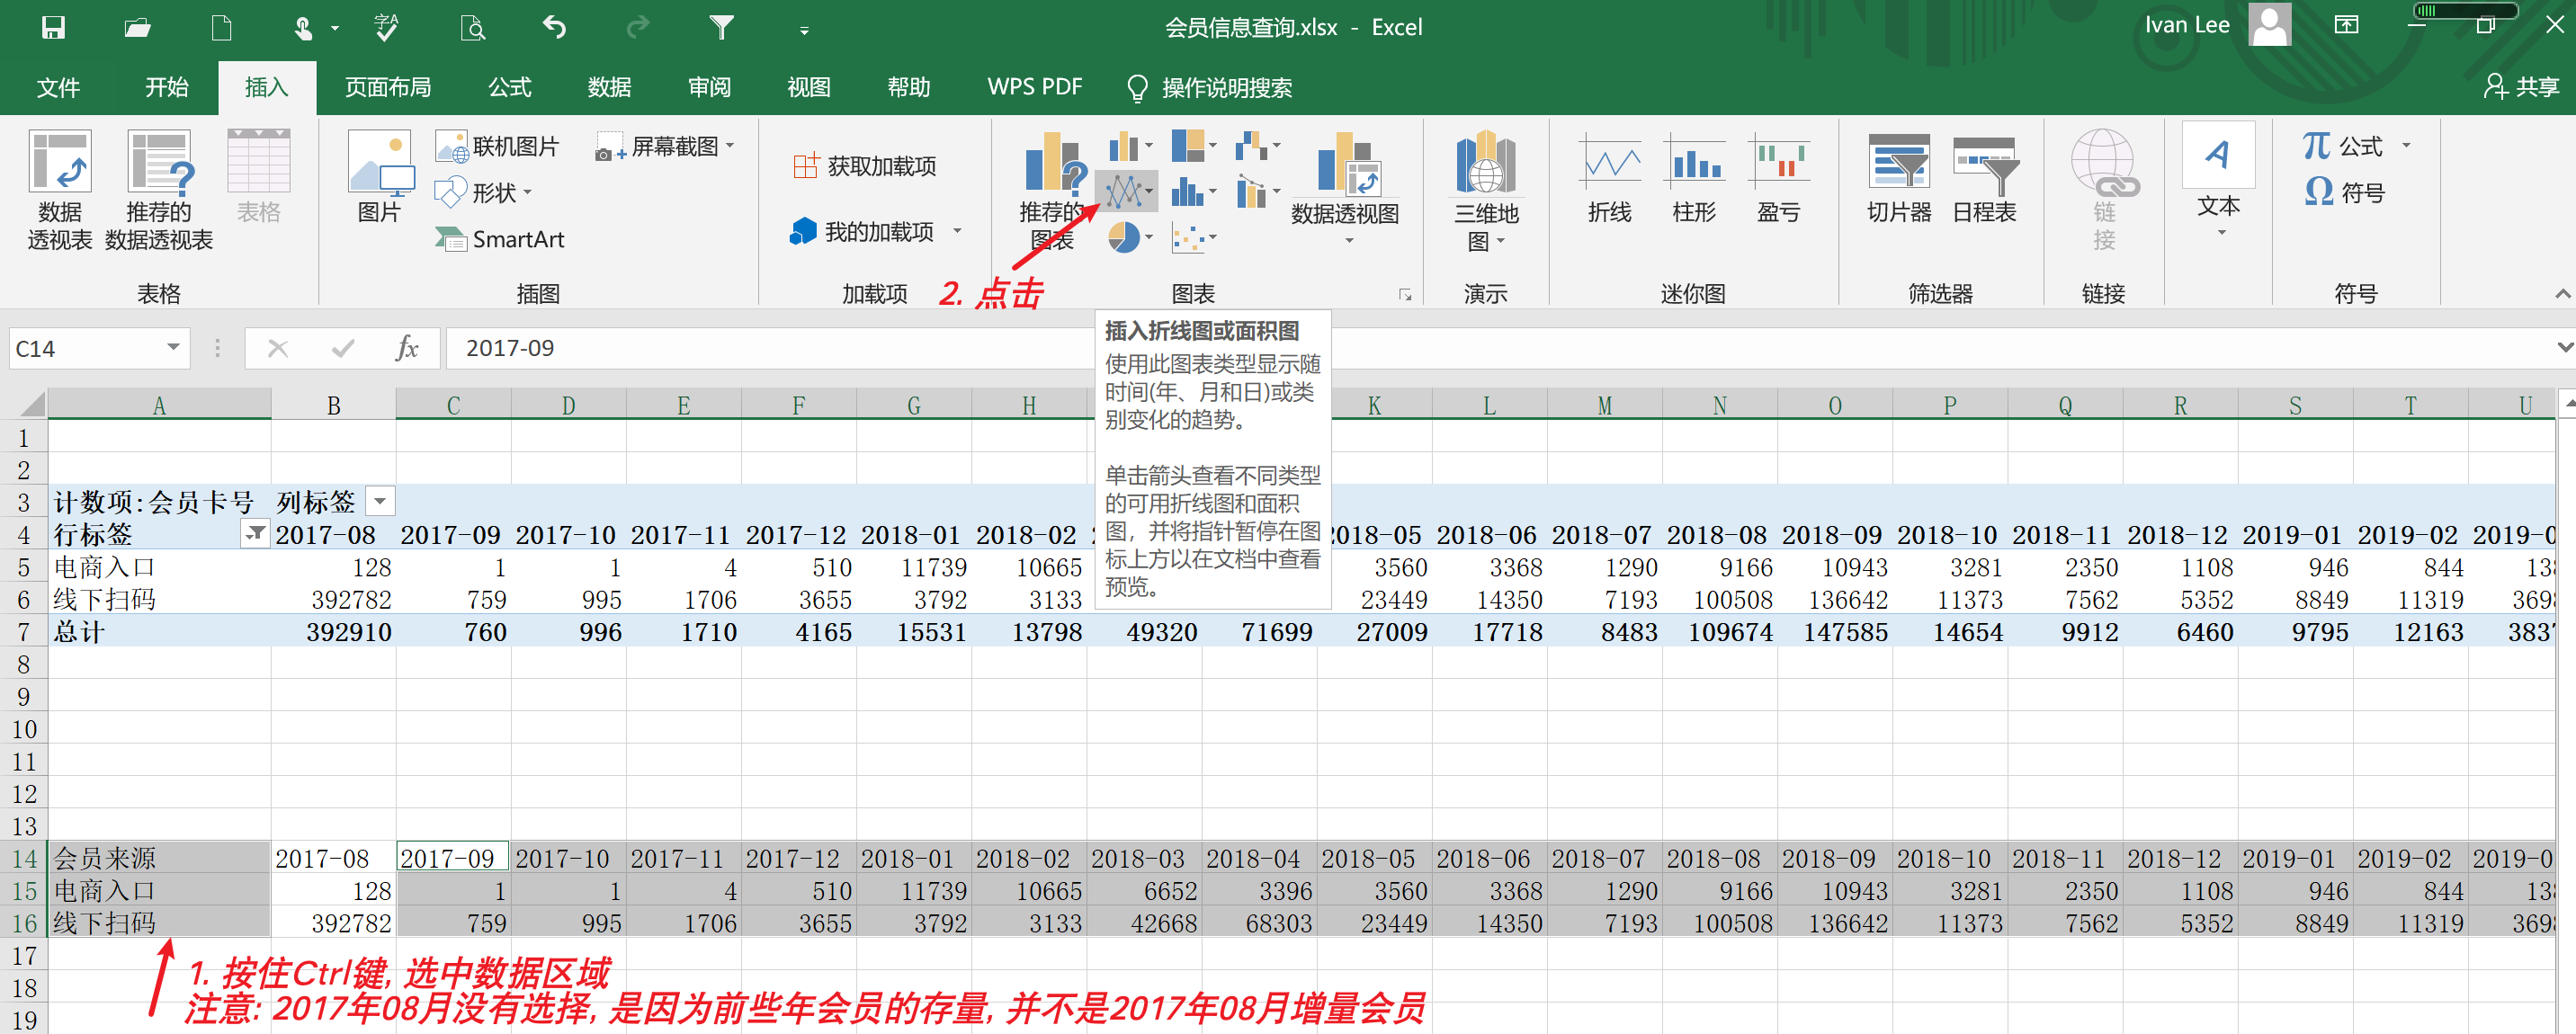 会员信息查询.xlsx - Excel
Ivan Lee
文件 开始 插入 页面布局 公式 数据 审阅 视图 帮助 WPS PDF 操作说明搜索 共享
数据
透视表
推荐的
数据透视表
表格
表格
图片
联机图片
形状
SmartArt
屏幕截图
插图
获取加载项
我的加载项
加载项
推荐的
图表
数据透视图
图表
三维地
图
演示
折线 柱形 盈亏
迷你图
切片器 日程表
筛选器
链
接
链接
文本
公式
符号
符号
2. 点击
C14 fx 2017-09
插入折线图或面积图
使用此图表类型显示随
时间(年、月和日)或类
别变化的趋势。
单击箭头查看不同类型
的可用折线图和面积
图，并将指针暂停在图
标上方以在文档中查看
预览。
A B C D E F G H K L M N O P Q R S T U
1
2
3 计数项:会员卡号 列标签
4 行标签 2017-08 2017-09 2017-10 2017-11 2017-12 2018-01 2018-02 2018-05 2018-06 2018-07 2018-08 2018-09 2018-10 2018-11 2018-12 2019-01 2019-02 2019-0
5 电商入口 128 1 1 4 510 11739 10665 3560 3368 1290 9166 10943 3281 2350 1108 946 844 138
6 线下扫码 392782 759 995 1706 3655 3792 3133 23449 14350 7193 100508 136642 11373 7562 5352 8849 11319 3698
7 总计 392910 760 996 1710 4165 15531 13798 49320 71699 27009 17718 8483 109674 147585 14654 9912 6460 9795 12163 3837
8
9
10
11
12
13
14 会员来源 2017-08 2017-09 2017-10 2017-11 2017-12 2018-01 2018-02 2018-03 2018-04 2018-05 2018-06 2018-07 2018-08 2018-09 2018-10 2018-11 2018-12 2019-01 2019-02 2019-0
15 电商入口 128 1 1 4 510 11739 10665 6652 3396 3560 3368 1290 9166 10943 3281 2350 1108 946 844 138
16 线下扫码 392782 759 995 1706 3655 3792 3133 42668 68303 23449 14350 7193 100508 136642 11373 7562 5352 8849 11319 3698
17
18
19
1. 按住Ctrl键, 选中数据区域
注意: 2017年08月没有选择, 是因为前些年会员的存量, 并不是2017年08月增量会员